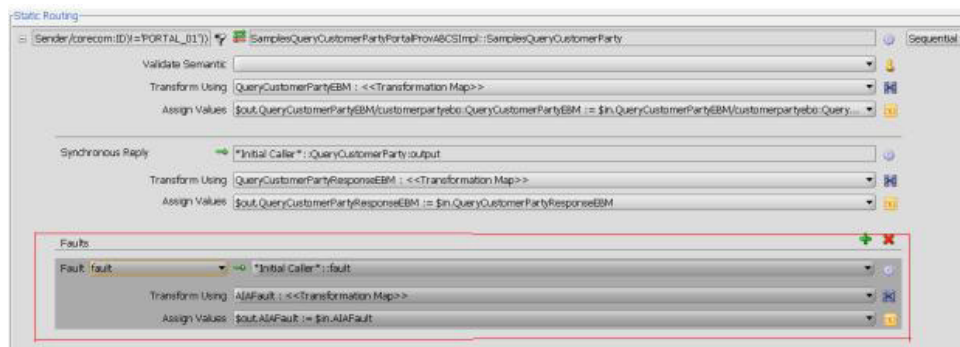 Static Routing
Sender/corecom:ID)!='PORTAL_01')) SamplesQueryCustomerPartyPortalProvABCSImpl::SamplesQueryCustomerParty Sequential
Validate Semantic
Transform Using QueryCustomerPartyEBM : <<Transformation Map>>
Assign Values $out.QueryCustomerPartyEBM/customerpartyebo:QueryCustomerPartyEBM := $in.QueryCustomerPartyEBM/customerpartyebo:Query...
Synchronous Reply *Initial Caller*::QueryCustomerParty:output
Transform Using QueryCustomerPartyResponseEBM : <<Transformation Map>>
Assign Values $out.QueryCustomerPartyResponseEBM := $in.QueryCustomerPartyResponseEBM
Faults
Fault fault *Initial Caller*::fault
Transform Using AIAFault : <<Transformation Map>>
Assign Values $out.AIAFault := $in.AIAFault